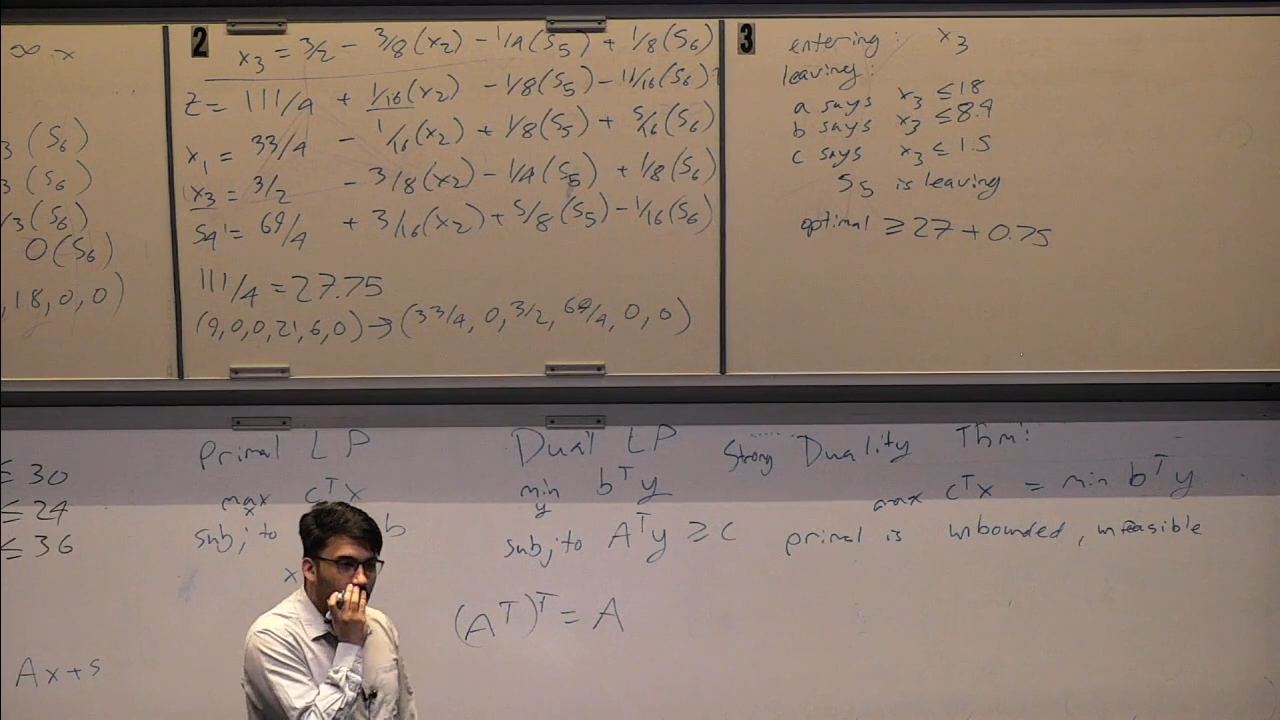 ∞ x
3 (S6)
3 (S6)
/3 (S6)
0(S6)
, 18, 0, 0)
2
x3 = 3/2 - 3/8(x2) - 1/4(S5) + 1/8(S6)
Z = 111/4 + 1/16(x2) - 1/8(S5) - 11/16(S6)
x1 = 33/4 - 1/16(x2) + 1/8(S5) + 5/16(S6)
x3 = 3/2 - 3/8(x2) - 1/4(S5) + 1/8(S6)
S4 = 69/4 + 3/16(x2) + 5/8(S5) - 1/16(S6)
111/4 = 27.75
(9,0,0,21,6,0) → (33/4, 0, 3/2, 69/4, 0, 0)
3
entering: x3
leaving:
a says x3 ≤ 18
b says x3 ≤ 8.4
c says x3 ≤ 1.5
S5 is leaving
optimal ≥ 27 + 0.75
≤ 30
≤ 24
≤ 36
Ax + s
Primal LP
max x cTx
subj to b
x
Dual LP
min y bTy
subj to ATy ≥ c
(AT)T = A
Strong Duality Thm:
max cTx = min bTy
primal is unbounded, infeasible